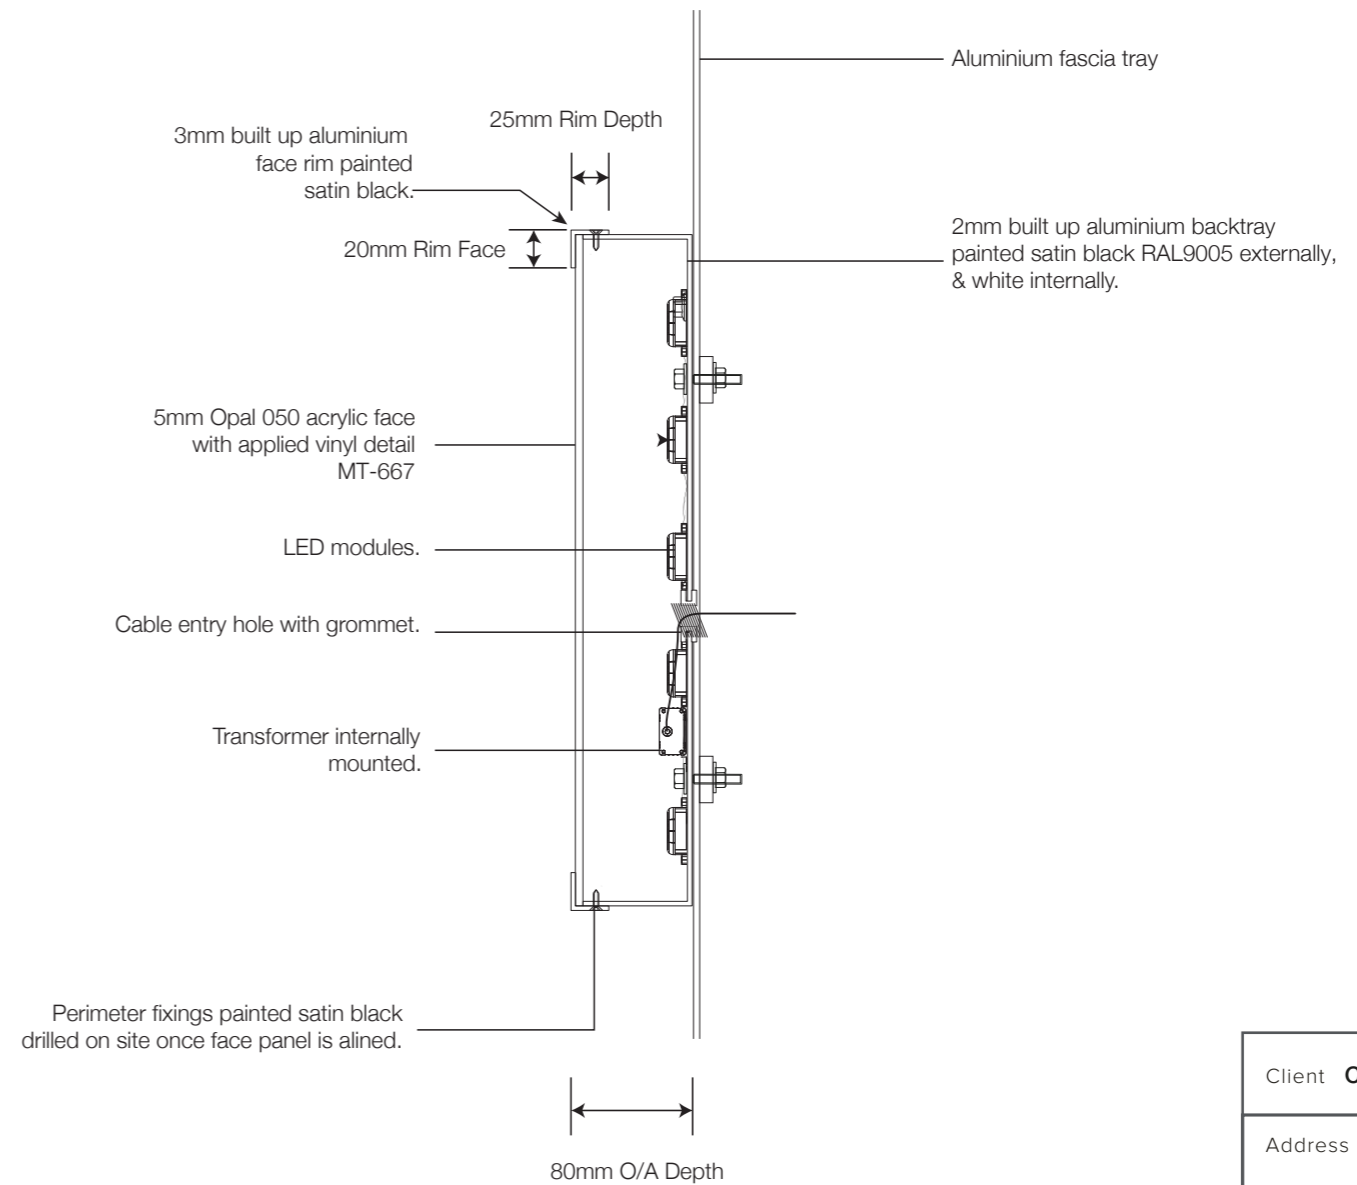 Aluminium fascia tray
25mm Rim Depth
3mm built up aluminium
face rim painted
satin black.
20mm Rim Face
2mm built up aluminium backtray
painted satin black RAL9005 externally,
& white internally.
5mm Opal 050 acrylic face
with applied vinyl detail
MT-667
LED modules.
Cable entry hole with grommet.
Transformer internally
mounted.
Perimeter fixings painted satin black
drilled on site once face panel is alined.
80mm O/A Depth
Client
Address